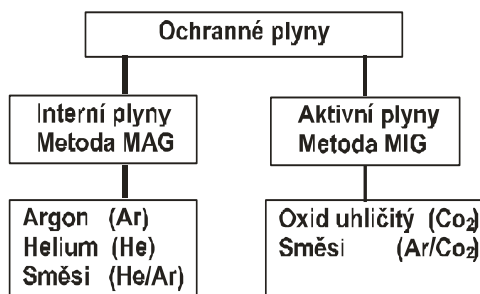 Ochranné plyny
Interní plyny
Metoda MAG
Aktivní plyny
Metoda MIG
Argon (Ar)
Helium (He)
Směsi (He/Ar)
Oxid uhličitý (Co₂)
Směsi (Ar/Co₂)